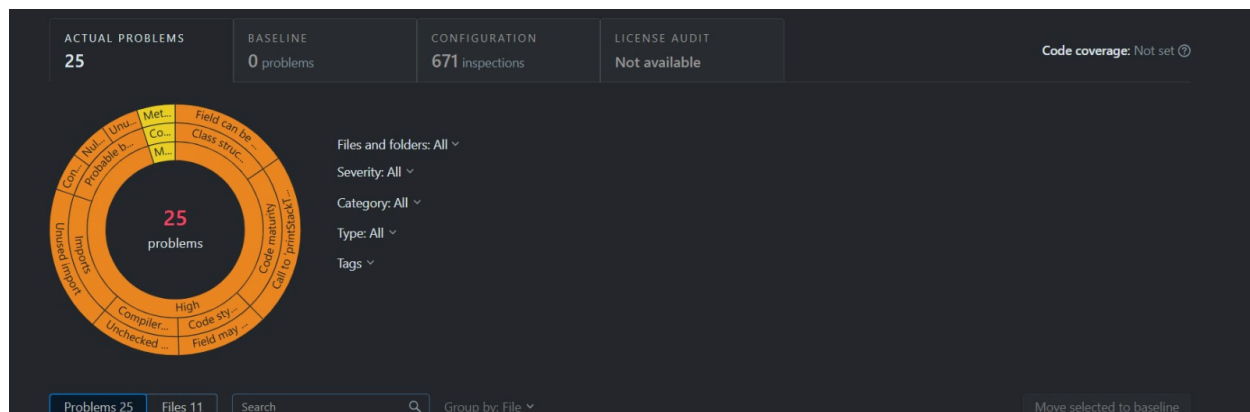 ACTUAL PROBLEMS
25
BASELINE
0 problems
CONFIGURATION
671 inspections
LICENSE AUDIT
Not available
Code coverage: Not set
Met...
Co...
M...
Field can be ...
Class struc...
Call to 'printStackT...
Code maturity
High
Code sty...
Field may ...
Compiler...
Unchecked ...
Imports
Unused import
Probable b...
Con...
Nul...
Unu...
25
problems
Files and folders: All
Severity: All
Category: All
Type: All
Tags
Problems 25
Files 11
Search
Group by: File
Move selected to baseline